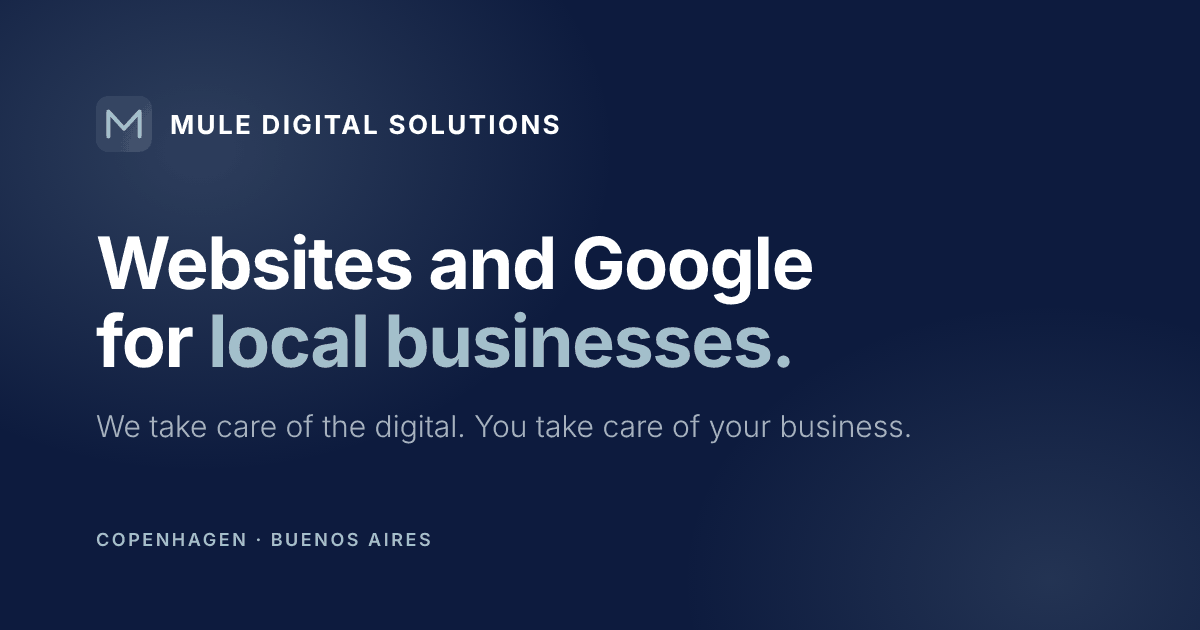 M
MULE DIGITAL SOLUTIONS
Websites and Google
for local businesses.
We take care of the digital. You take care of your business.
COPENHAGEN · BUENOS AIRES